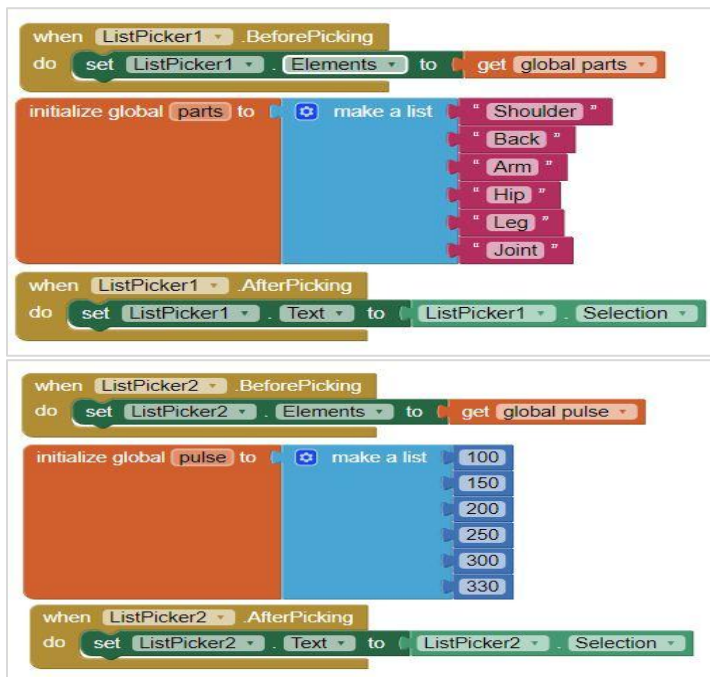 when ListPicker1 .BeforePicking
do set ListPicker1 . Elements to get global parts
initialize global parts to make a list " Shoulder "
" Back "
" Arm "
" Hip "
" Leg "
" Joint "
when ListPicker1 .AfterPicking
do set ListPicker1 . Text to ListPicker1 . Selection
when ListPicker2 .BeforePicking
do set ListPicker2 . Elements to get global pulse
initialize global pulse to make a list 100
150
200
250
300
330
when ListPicker2 .AfterPicking
do set ListPicker2 . Text to ListPicker2 . Selection